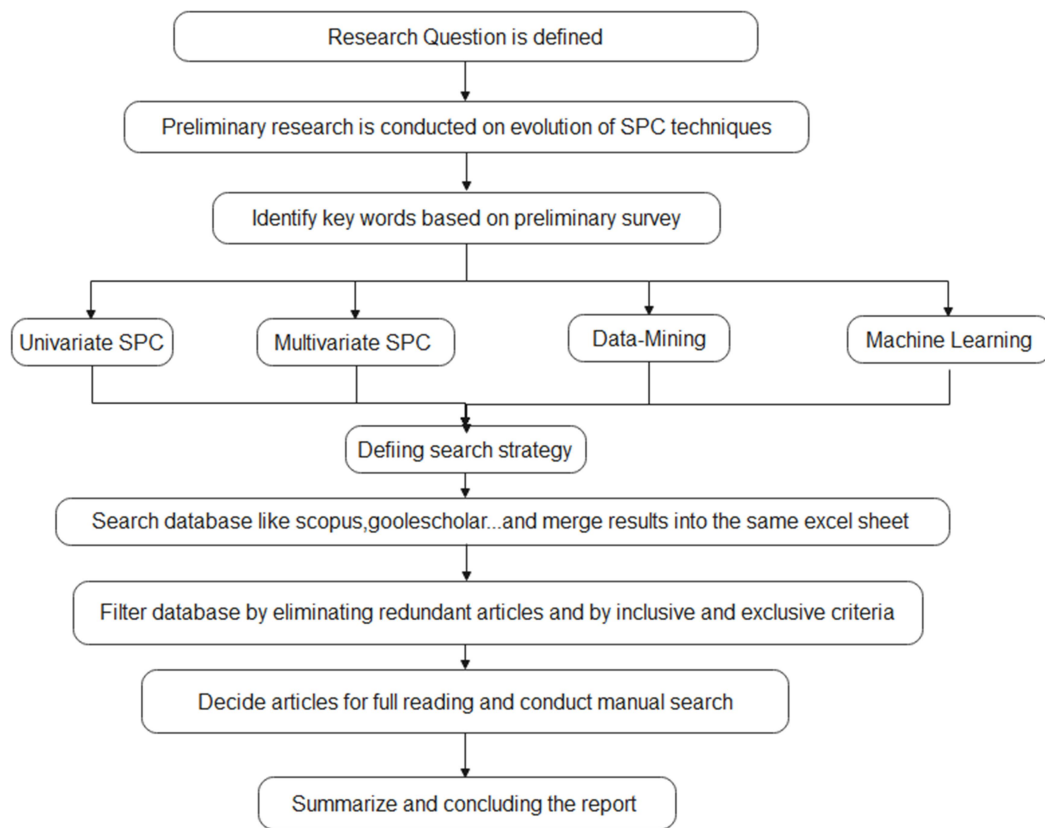 Research Question is defined
Preliminary research is conducted on evolution of SPC techniques
Identify key words based on preliminary survey
Univariate SPC
Multivariate SPC
Data-Mining
Machine Learning
Defiing search strategy
Search database like scopus,goolescholar...and merge results into the same excel sheet
Filter database by eliminating redundant articles and by inclusive and exclusive criteria
Decide articles for full reading and conduct manual search
Summarize and concluding the report